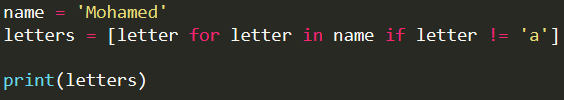 name = 'Mohamed'
letters = [letter for letter in name if letter != 'a']
print(letters)